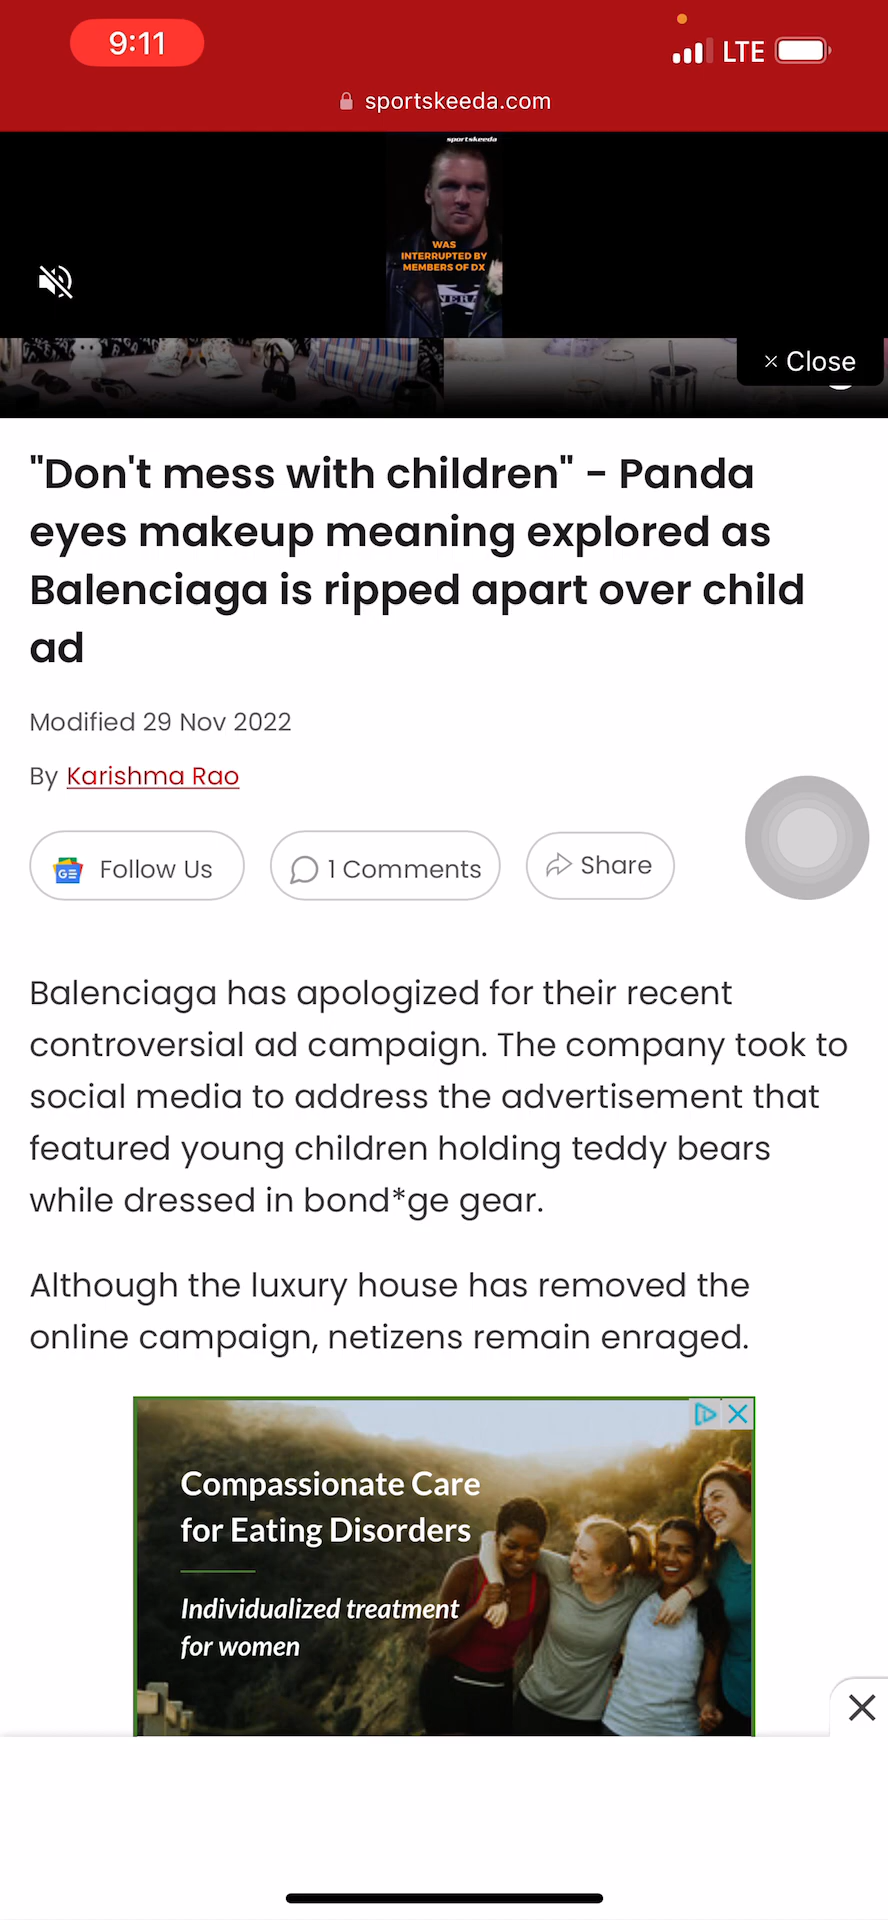 9:11
LTE
sportskeeda.com
sportskeeda
WAS
INTERRUPTED BY
MEMBERS OF DX
× Close
"Don't mess with children" - Panda
eyes makeup meaning explored as
Balenciaga is ripped apart over child
ad
Modified 29 Nov 2022
By Karishma Rao
GE Follow Us
1 Comments
Share
Balenciaga has apologized for their recent
controversial ad campaign. The company took to
social media to address the advertisement that
featured young children holding teddy bears
while dressed in bond*ge gear.
Although the luxury house has removed the
online campaign, netizens remain enraged.
Compassionate Care
for Eating Disorders
Individualized treatment
for women